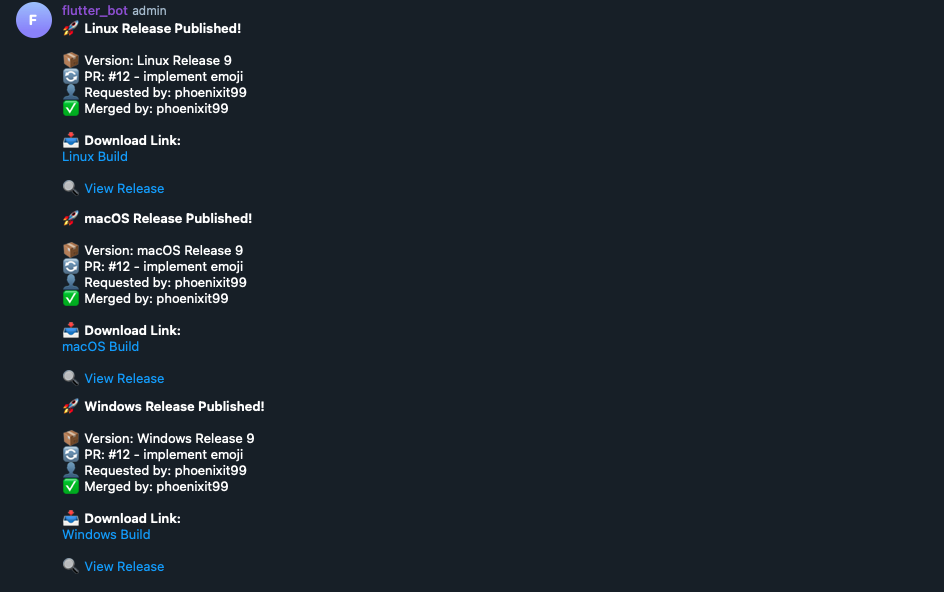 F
flutter_bot admin
🚀 Linux Release Published!
📦 Version: Linux Release 9
🔄 PR: #12 - implement emoji
👤 Requested by: phoenixit99
✅ Merged by: phoenixit99
📥 Download Link:
Linux Build
🔍 View Release
🚀 macOS Release Published!
📦 Version: macOS Release 9
🔄 PR: #12 - implement emoji
👤 Requested by: phoenixit99
✅ Merged by: phoenixit99
📥 Download Link:
macOS Build
🔍 View Release
🚀 Windows Release Published!
📦 Version: Windows Release 9
🔄 PR: #12 - implement emoji
👤 Requested by: phoenixit99
✅ Merged by: phoenixit99
📥 Download Link:
Windows Build
🔍 View Release